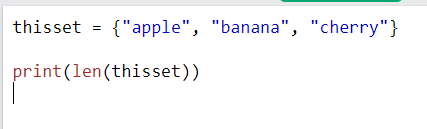 thisset = {"apple", "banana", "cherry"}
print(len(thisset))